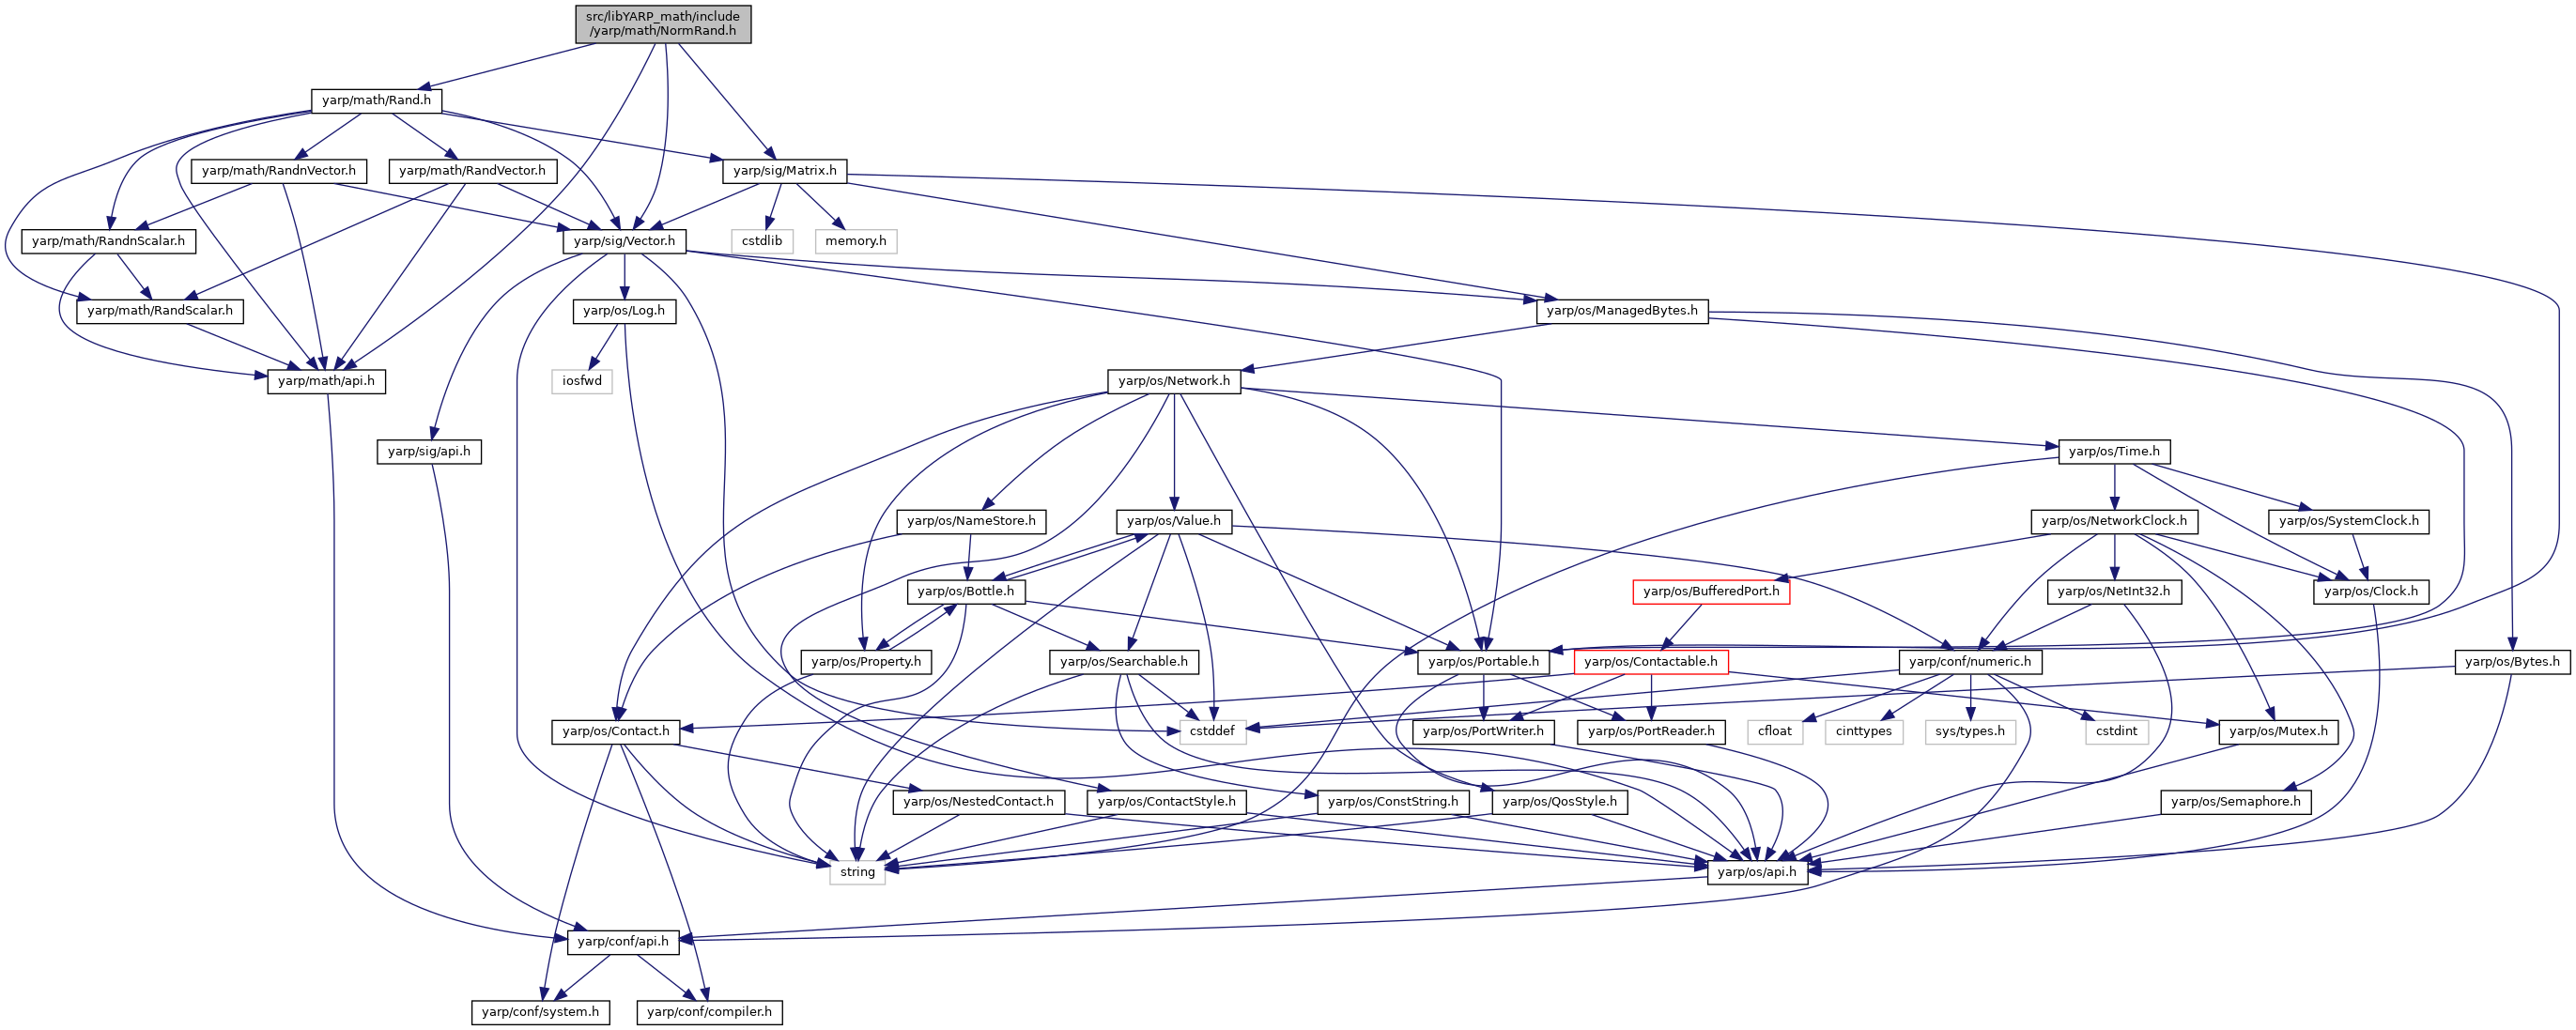 src/libYARP_math/include
/yarp/math/NormRand.h
yarp/math/Rand.h
yarp/math/RandnVector.h
yarp/math/RandVector.h
yarp/sig/Matrix.h
yarp/math/RandnScalar.h
yarp/sig/Vector.h
cstdlib
memory.h
yarp/math/RandScalar.h
yarp/os/Log.h
yarp/os/ManagedBytes.h
yarp/math/api.h
iosfwd
yarp/os/Network.h
yarp/sig/api.h
yarp/os/Time.h
yarp/os/NameStore.h
yarp/os/Value.h
yarp/os/NetworkClock.h
yarp/os/SystemClock.h
yarp/os/Bottle.h
yarp/os/BufferedPort.h
yarp/os/NetInt32.h
yarp/os/Clock.h
yarp/os/Property.h
yarp/os/Searchable.h
yarp/os/Portable.h
yarp/os/Contactable.h
yarp/conf/numeric.h
yarp/os/Bytes.h
yarp/os/Contact.h
cstddef
yarp/os/PortWriter.h
yarp/os/PortReader.h
cfloat
cinttypes
sys/types.h
cstdint
yarp/os/Mutex.h
yarp/os/NestedContact.h
yarp/os/ContactStyle.h
yarp/os/ConstString.h
yarp/os/QosStyle.h
yarp/os/Semaphore.h
string
yarp/os/api.h
yarp/conf/api.h
yarp/conf/system.h
yarp/conf/compiler.h